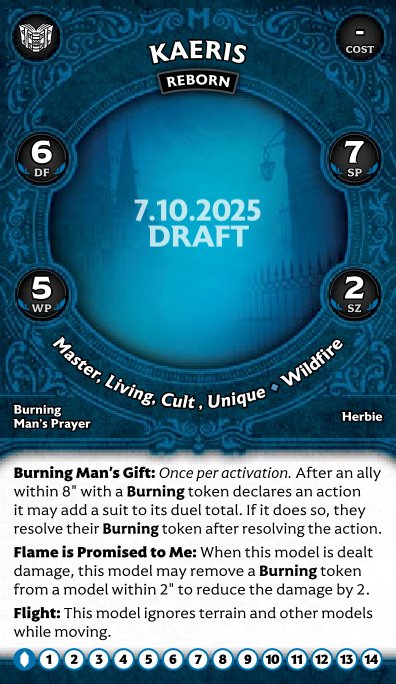 -
COST
KAERIS
REBORN
6
DF
7
SP
7.10.2025
DRAFT
5
WP
2
SZ
Master, Living, Cult , Unique ♦ Wildfire
Burning
Man's Prayer
Herbie
Burning Man's Gift: Once per activation. After an ally
within 8" with a Burning token declares an action
it may add a suit to its duel total. If it does so, they
resolve their Burning token after resolving the action.
Flame is Promised to Me: When this model is dealt
damage, this model may remove a Burning token
from a model within 2" to reduce the damage by 2.
Flight: This model ignores terrain and other models
while moving.
1 2 3 4 5 6 7 8 9 10 11 12 13 14